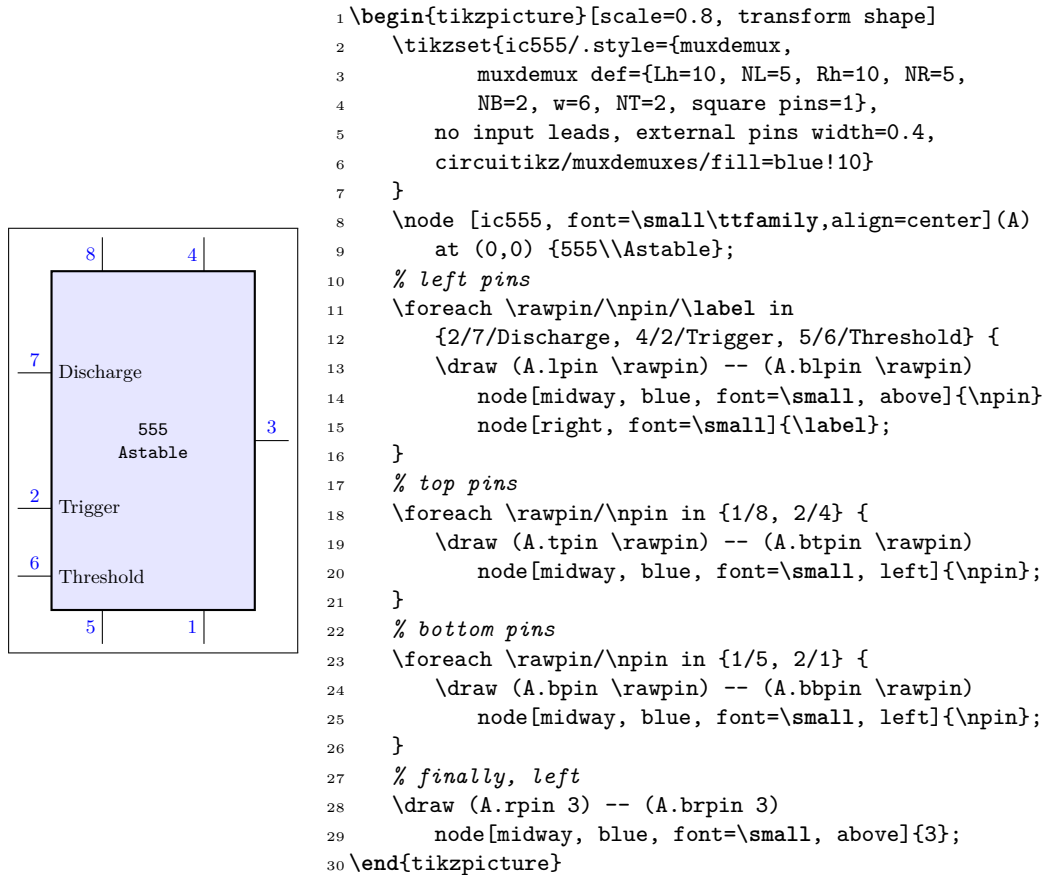 8 4
7
Discharge
3
555
Astable
2
Trigger
6
Threshold
5 1
1 \begin{tikzpicture}[scale=0.8, transform shape]
2     \tikzset{ic555/.style={muxdemux,
3             muxdemux def={Lh=10, NL=5, Rh=10, NR=5,
4             NB=2, w=6, NT=2, square pins=1},
5         no input leads, external pins width=0.4,
6         circuitikz/muxdemuxes/fill=blue!10}
7     }
8     \node [ic555, font=\small\ttfamily,align=center](A)
9         at (0,0) {555\\Astable};
10     % left pins
11     \foreach \rawpin/\npin/\label in
12         {2/7/Discharge, 4/2/Trigger, 5/6/Threshold} {
13         \draw (A.lpin \rawpin) -- (A.blpin \rawpin)
14             node[midway, blue, font=\small, above]{\npin}
15             node[right, font=\small]{\label};
16     }
17     % top pins
18     \foreach \rawpin/\npin in {1/8, 2/4} {
19         \draw (A.tpin \rawpin) -- (A.btpin \rawpin)
20             node[midway, blue, font=\small, left]{\npin};
21     }
22     % bottom pins
23     \foreach \rawpin/\npin in {1/5, 2/1} {
24         \draw (A.bpin \rawpin) -- (A.bbpin \rawpin)
25             node[midway, blue, font=\small, left]{\npin};
26     }
27     % finally, left
28     \draw (A.rpin 3) -- (A.brpin 3)
29         node[midway, blue, font=\small, above]{3};
30 \end{tikzpicture}